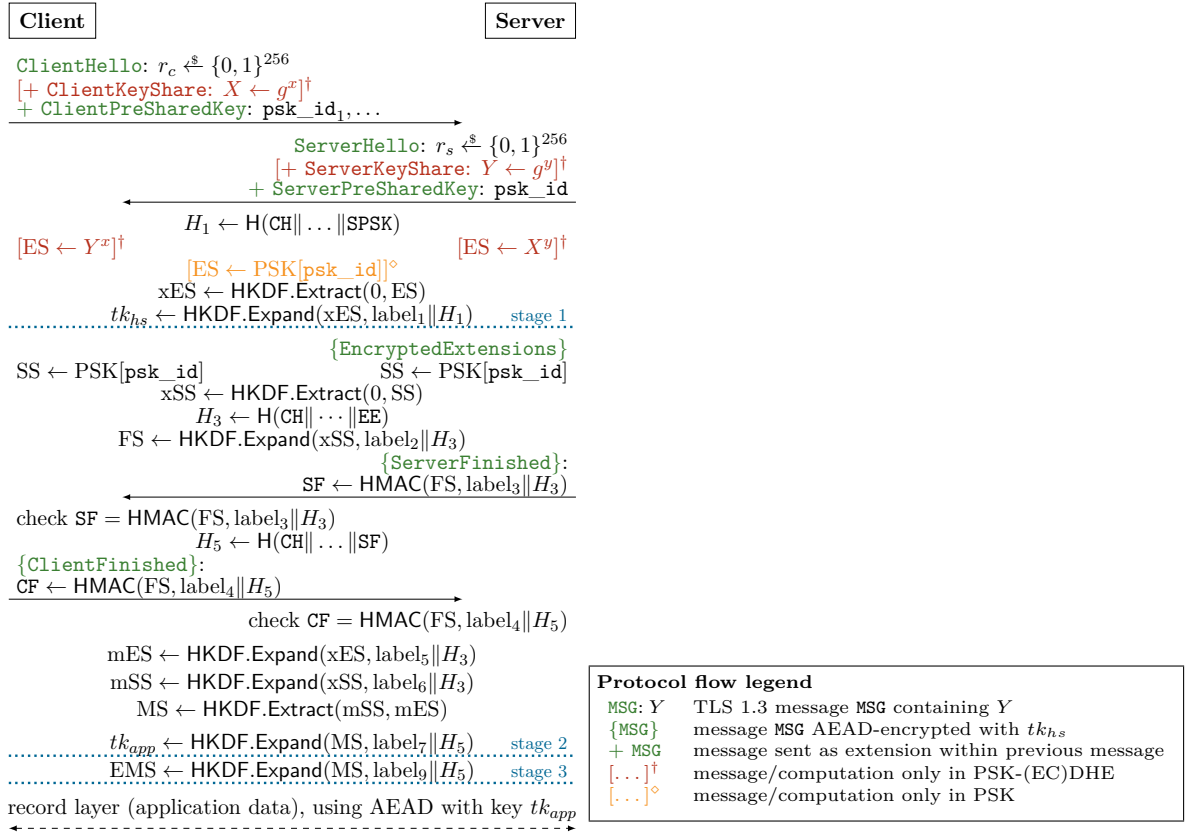 Client Server
ClientHello: r_c ←$ {0,1}^256
[+ ClientKeyShare: X ← g^x]^†
+ ClientPreSharedKey: psk_id_1,...
ServerHello: r_s ←$ {0,1}^256
[+ ServerKeyShare: Y ← g^y]^†
+ ServerPreSharedKey: psk_id
H_1 ← H(CH‖...‖SPSK)
[ES ← Y^x]^† [ES ← X^y]^†
[ES ← PSK[psk_id]]^⋄
xES ← HKDF.Extract(0, ES)
tk_hs ← HKDF.Expand(xES, label_1‖H_1) stage 1
{EncryptedExtensions}
SS ← PSK[psk_id] SS ← PSK[psk_id]
xSS ← HKDF.Extract(0, SS)
H_3 ← H(CH‖···‖EE)
FS ← HKDF.Expand(xSS, label_2‖H_3)
{ServerFinished}:
SF ← HMAC(FS, label_3‖H_3)
check SF = HMAC(FS, label_3‖H_3)
H_5 ← H(CH‖...‖SF)
{ClientFinished}:
CF ← HMAC(FS, label_4‖H_5)
check CF = HMAC(FS, label_4‖H_5)
mES ← HKDF.Expand(xES, label_5‖H_3)
mSS ← HKDF.Expand(xSS, label_6‖H_3)
MS ← HKDF.Extract(mSS, mES)
tk_app ← HKDF.Expand(MS, label_7‖H_5) stage 2
EMS ← HKDF.Expand(MS, label_9‖H_5) stage 3
record layer (application data), using AEAD with key tk_app
Protocol flow legend
MSG: Y TLS 1.3 message MSG containing Y
{MSG} message MSG AEAD-encrypted with tk_hs
+ MSG message sent as extension within previous message
[...]^† message/computation only in PSK-(EC)DHE
[...]^⋄ message/computation only in PSK